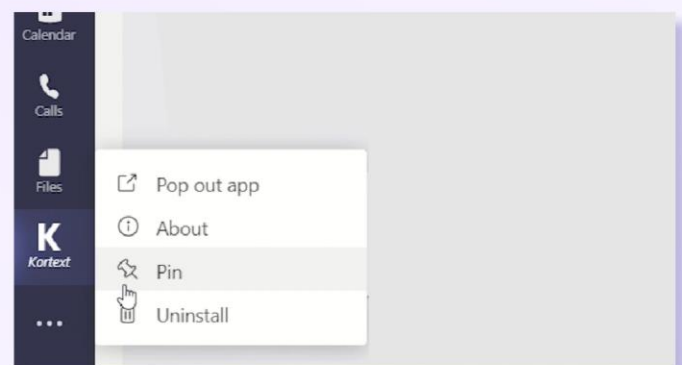 Calendar
Calls
Files
K
Kortext
Pop out app
About
Pin
Uninstall